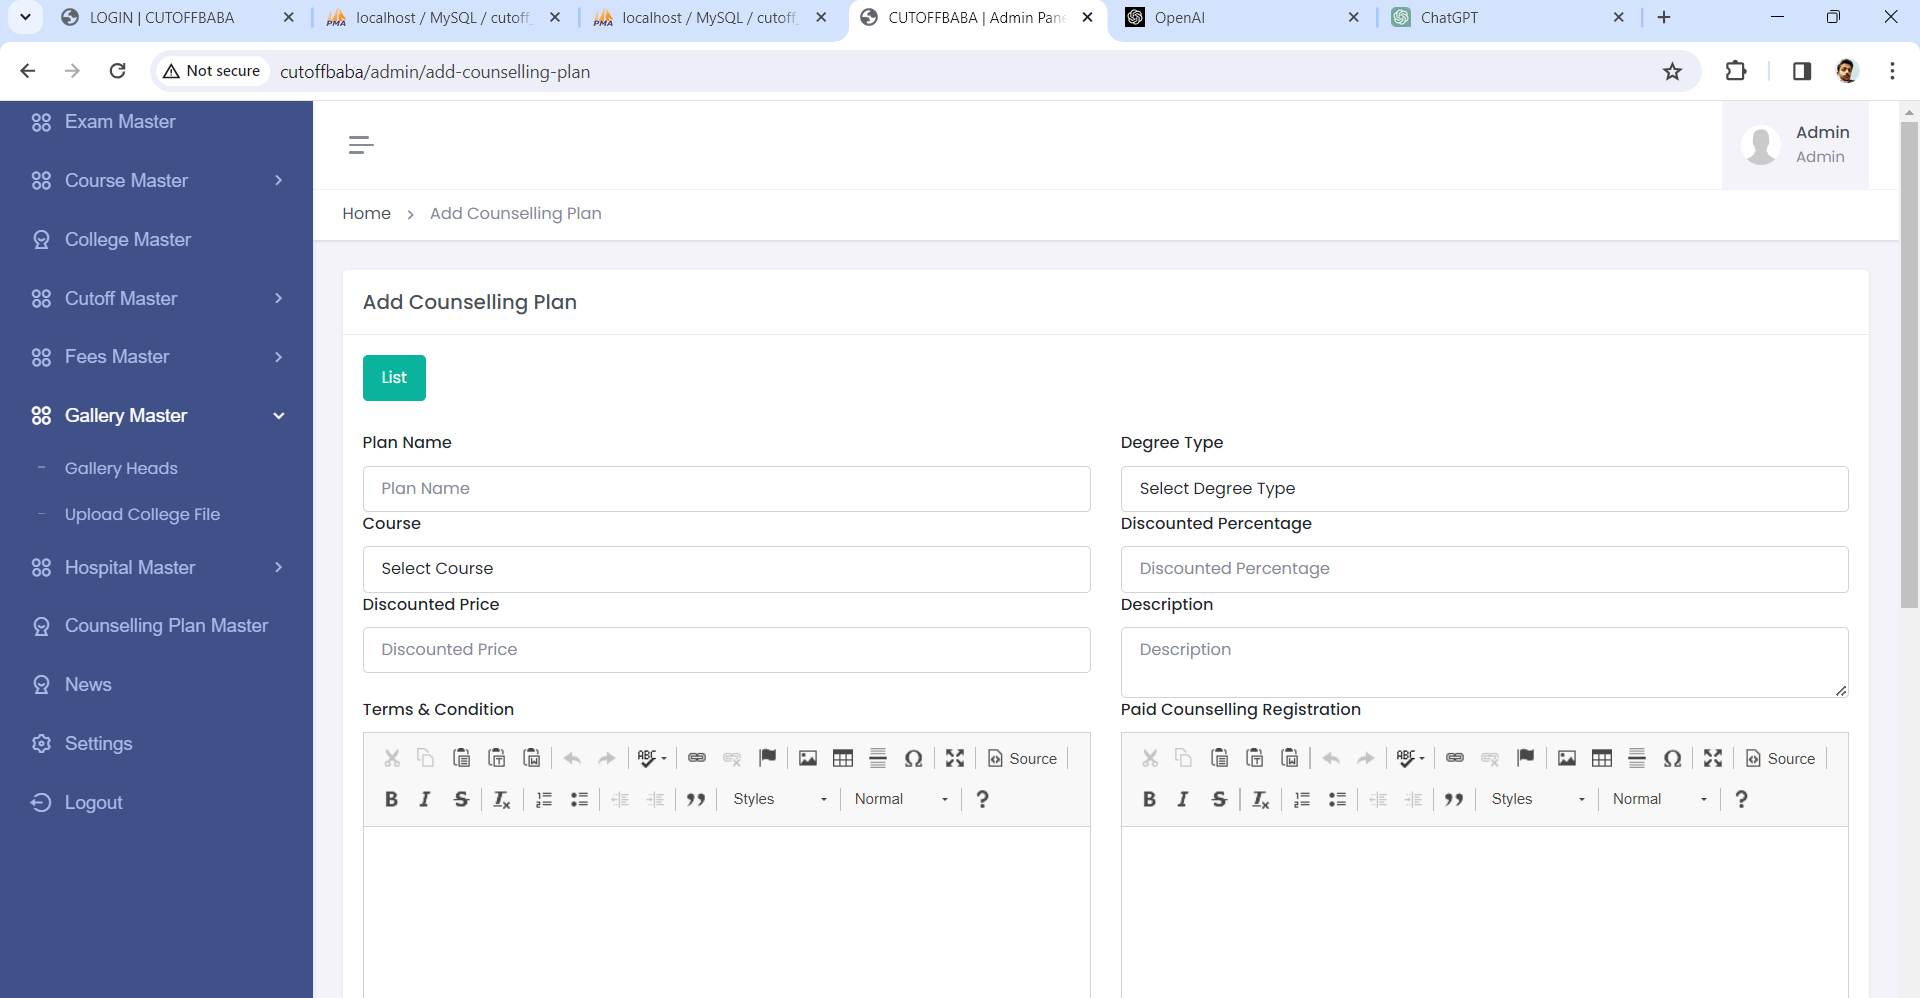 LOGIN | CUTOFFBABA
localhost / MySQL / cutoff_
localhost / MySQL / cutoff_
CUTOFFBABA | Admin Pane
OpenAI
ChatGPT
Not secure
cutoffbaba/admin/add-counselling-plan
Exam Master
Course Master
College Master
Cutoff Master
Fees Master
Gallery Master
Gallery Heads
Upload College File
Hospital Master
Counselling Plan Master
News
Settings
Logout
Admin
Admin
Home > Add Counselling Plan
Add Counselling Plan
List
Plan Name
Plan Name
Degree Type
Select Degree Type
Course
Select Course
Discounted Percentage
Discounted Percentage
Discounted Price
Discounted Price
Description
Description
Terms & Condition
Source
Styles
Normal
Paid Counselling Registration
Source
Styles
Normal